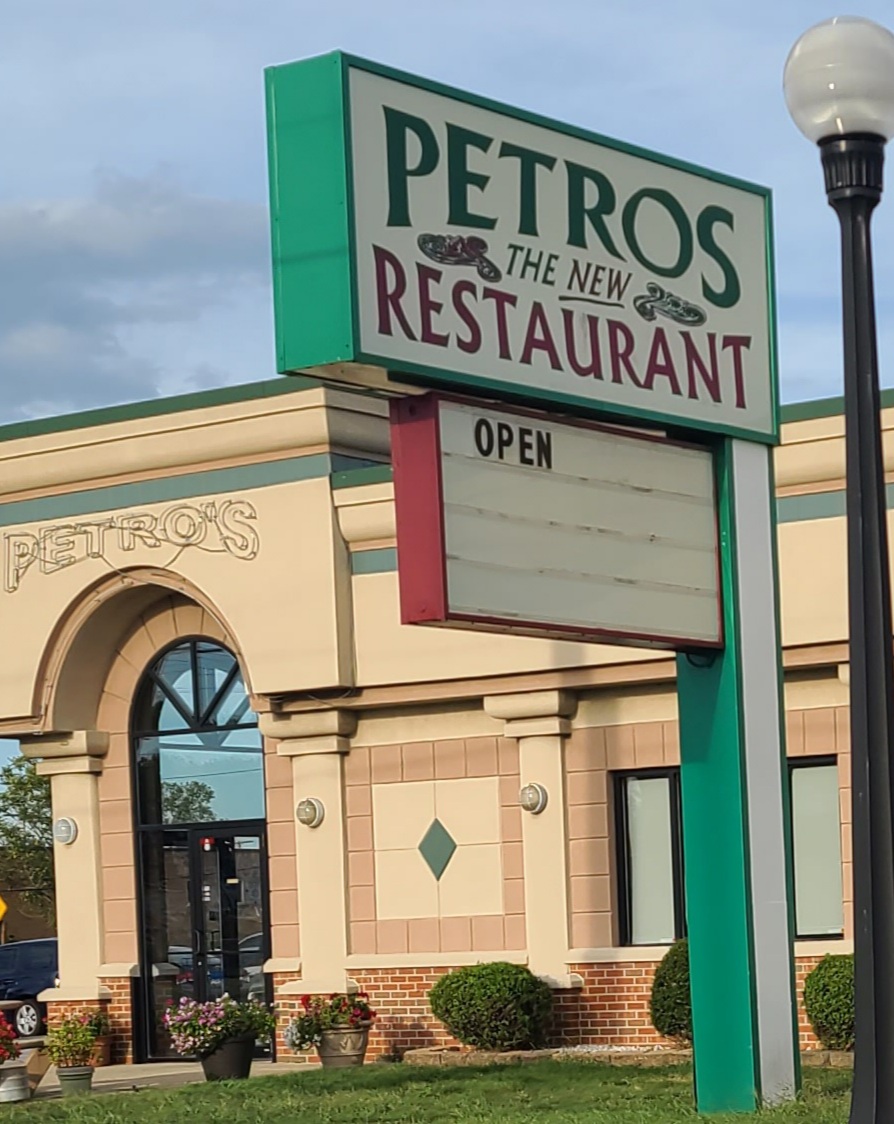 PETROS
THE NEW
RESTAURANT
OPEN
PETRO'S